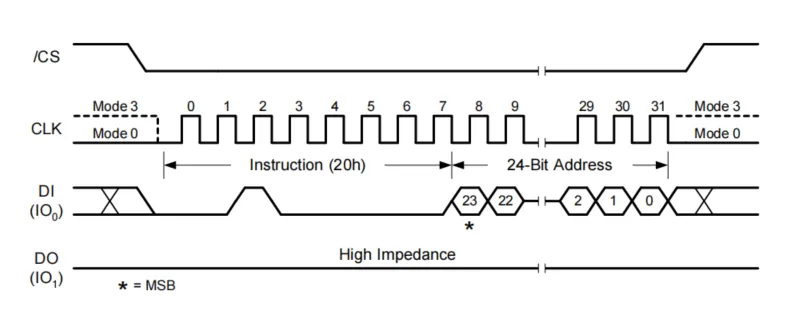 /CS
Mode 3 0 1 2 3 4 5 6 7 8 9 29 30 31 Mode 3
CLK Mode 0 Mode 0
Instruction (20h) 24-Bit Address
DI
(IO₀) 23 22 2 1 0
*
DO High Impedance
(IO₁)
* = MSB